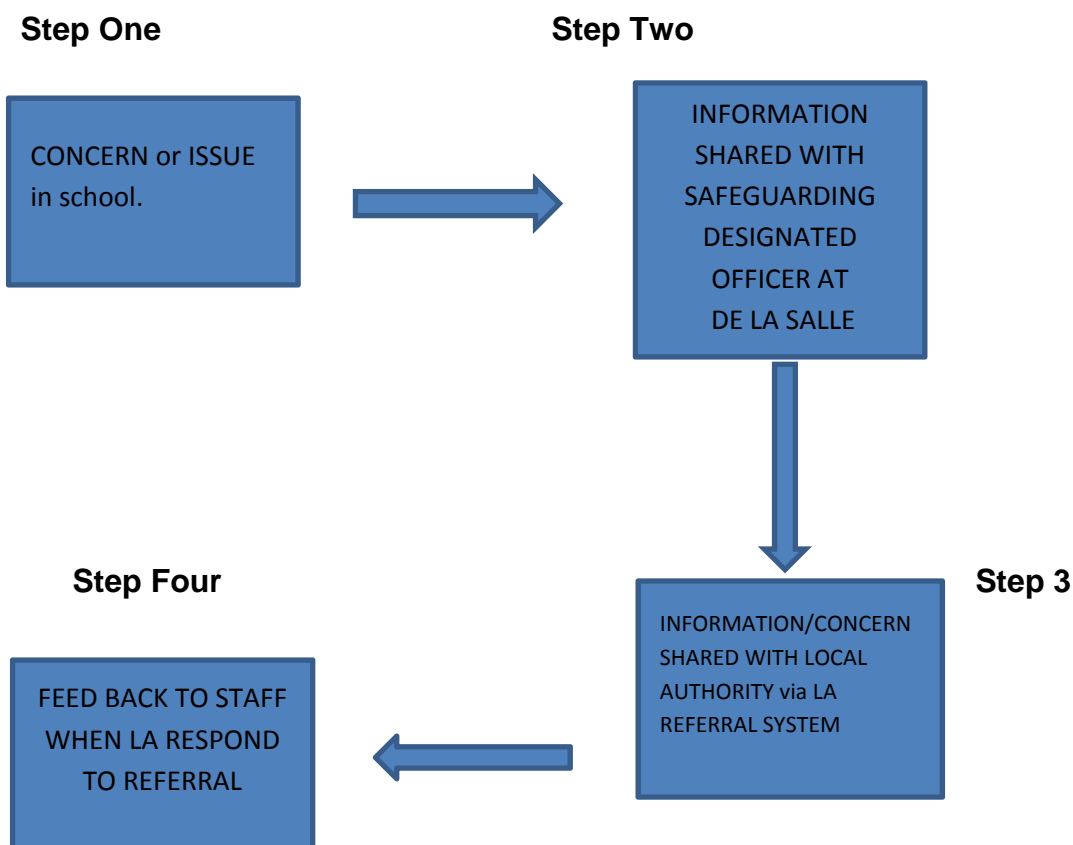 Step One
CONCERN or ISSUE
in school.
Step Two
INFORMATION
SHARED WITH
SAFEGUARDING
DESIGNATED
OFFICER AT
DE LA SALLE
Step 3
INFORMATION/CONCERN
SHARED WITH LOCAL
AUTHORITY via LA
REFERRAL SYSTEM
Step Four
FEED BACK TO STAFF
WHEN LA RESPOND
TO REFERRAL